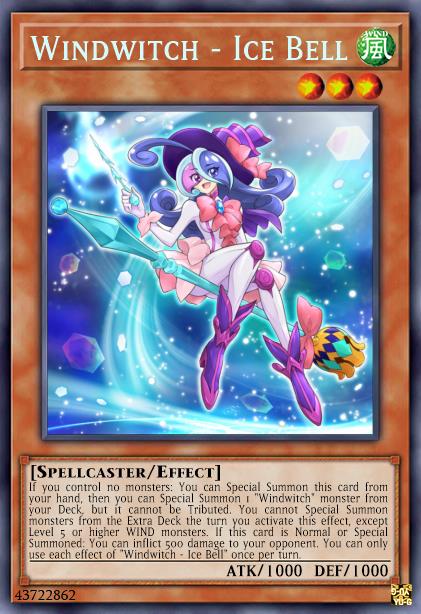 WINDWITCH - ICE BELL
WIND
風
[SPELLCASTER/EFFECT]
If you control no monsters: You can Special Summon this card from
your hand, then you can Special Summon 1 "Windwitch" monster from
your Deck, but it cannot be Tributed. You cannot Special Summon
monsters from the Extra Deck the turn you activate this effect, except
Level 5 or higher WIND monsters. If this card is Normal or Special
Summoned: You can inflict 500 damage to your opponent. You can only
use each effect of "Windwitch - Ice Bell" once per turn.
ATK/1000 DEF/1000
43722862